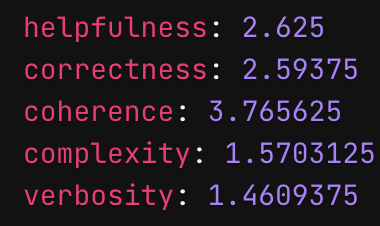 helpfulness: 2.625
correctness: 2.59375
coherence: 3.765625
complexity: 1.5703125
verbosity: 1.4609375